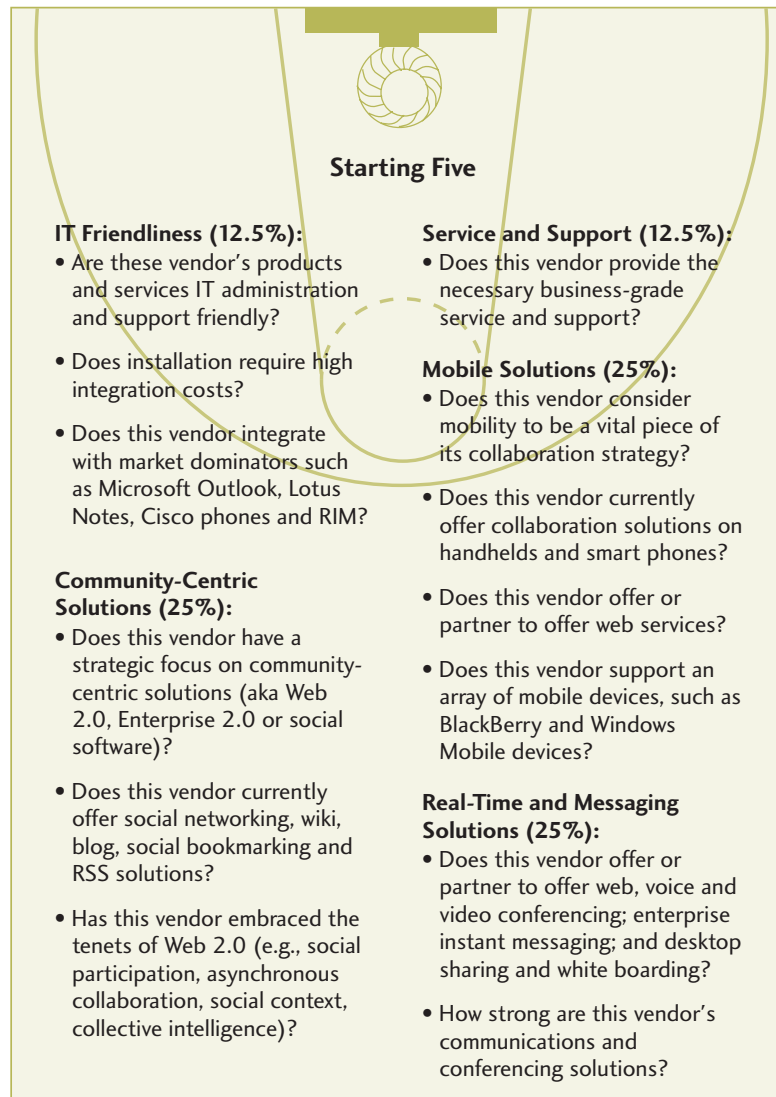 Starting Five
IT Friendliness (12.5%):
• Are these vendor's products
and services IT administration
and support friendly?
• Does installation require high
integration costs?
• Does this vendor integrate
with market dominators such
as Microsoft Outlook, Lotus
Notes, Cisco phones and RIM?
Community-Centric
Solutions (25%):
• Does this vendor have a
strategic focus on community-
centric solutions (aka Web
2.0, Enterprise 2.0 or social
software)?
• Does this vendor currently
offer social networking, wiki,
blog, social bookmarking and
RSS solutions?
• Has this vendor embraced the
tenets of Web 2.0 (e.g., social
participation, asynchronous
collaboration, social context,
collective intelligence)?
Service and Support (12.5%):
• Does this vendor provide the
necessary business-grade
service and support?
Mobile Solutions (25%):
• Does this vendor consider
mobility to be a vital piece of
its collaboration strategy?
• Does this vendor currently
offer collaboration solutions on
handhelds and smart phones?
• Does this vendor offer or
partner to offer web services?
• Does this vendor support an
array of mobile devices, such as
BlackBerry and Windows
Mobile devices?
Real-Time and Messaging
Solutions (25%):
• Does this vendor offer or
partner to offer web, voice and
video conferencing; enterprise
instant messaging; and desktop
sharing and white boarding?
• How strong are this vendor's
communications and
conferencing solutions?